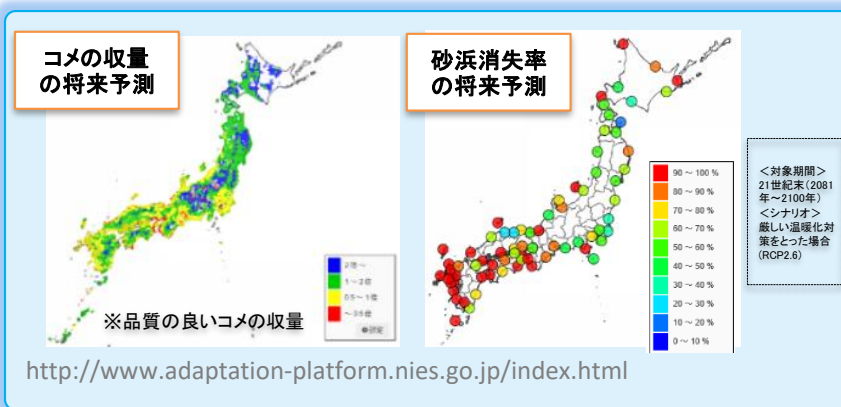 コメの収量
の将来予測
2倍~
1~2倍
0.5~1倍
~0.5倍
※品質の良いコメの収量
砂浜消失率
の将来予測
90 ~ 100 %
80 ~ 90 %
70 ~ 80 %
60 ~ 70 %
50 ~ 60 %
40 ~ 50 %
30 ~ 40 %
20 ~ 30 %
10 ~ 20 %
0 ~ 10 %
<対象期間>
21世紀末(2081
年~2100年)
<シナリオ>
厳しい温暖化対
策をとった場合
(RCP2.6)
http://www.adaptation-platform.nies.go.jp/index.html